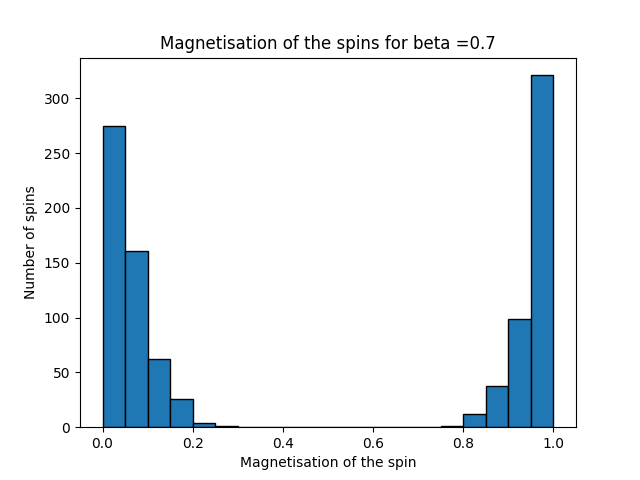 Magnetisation of the spins for beta =0.7
Number of spins
300
250
200
150
100
50
0
0.0 0.2 0.4 0.6 0.8 1.0
Magnetisation of the spin